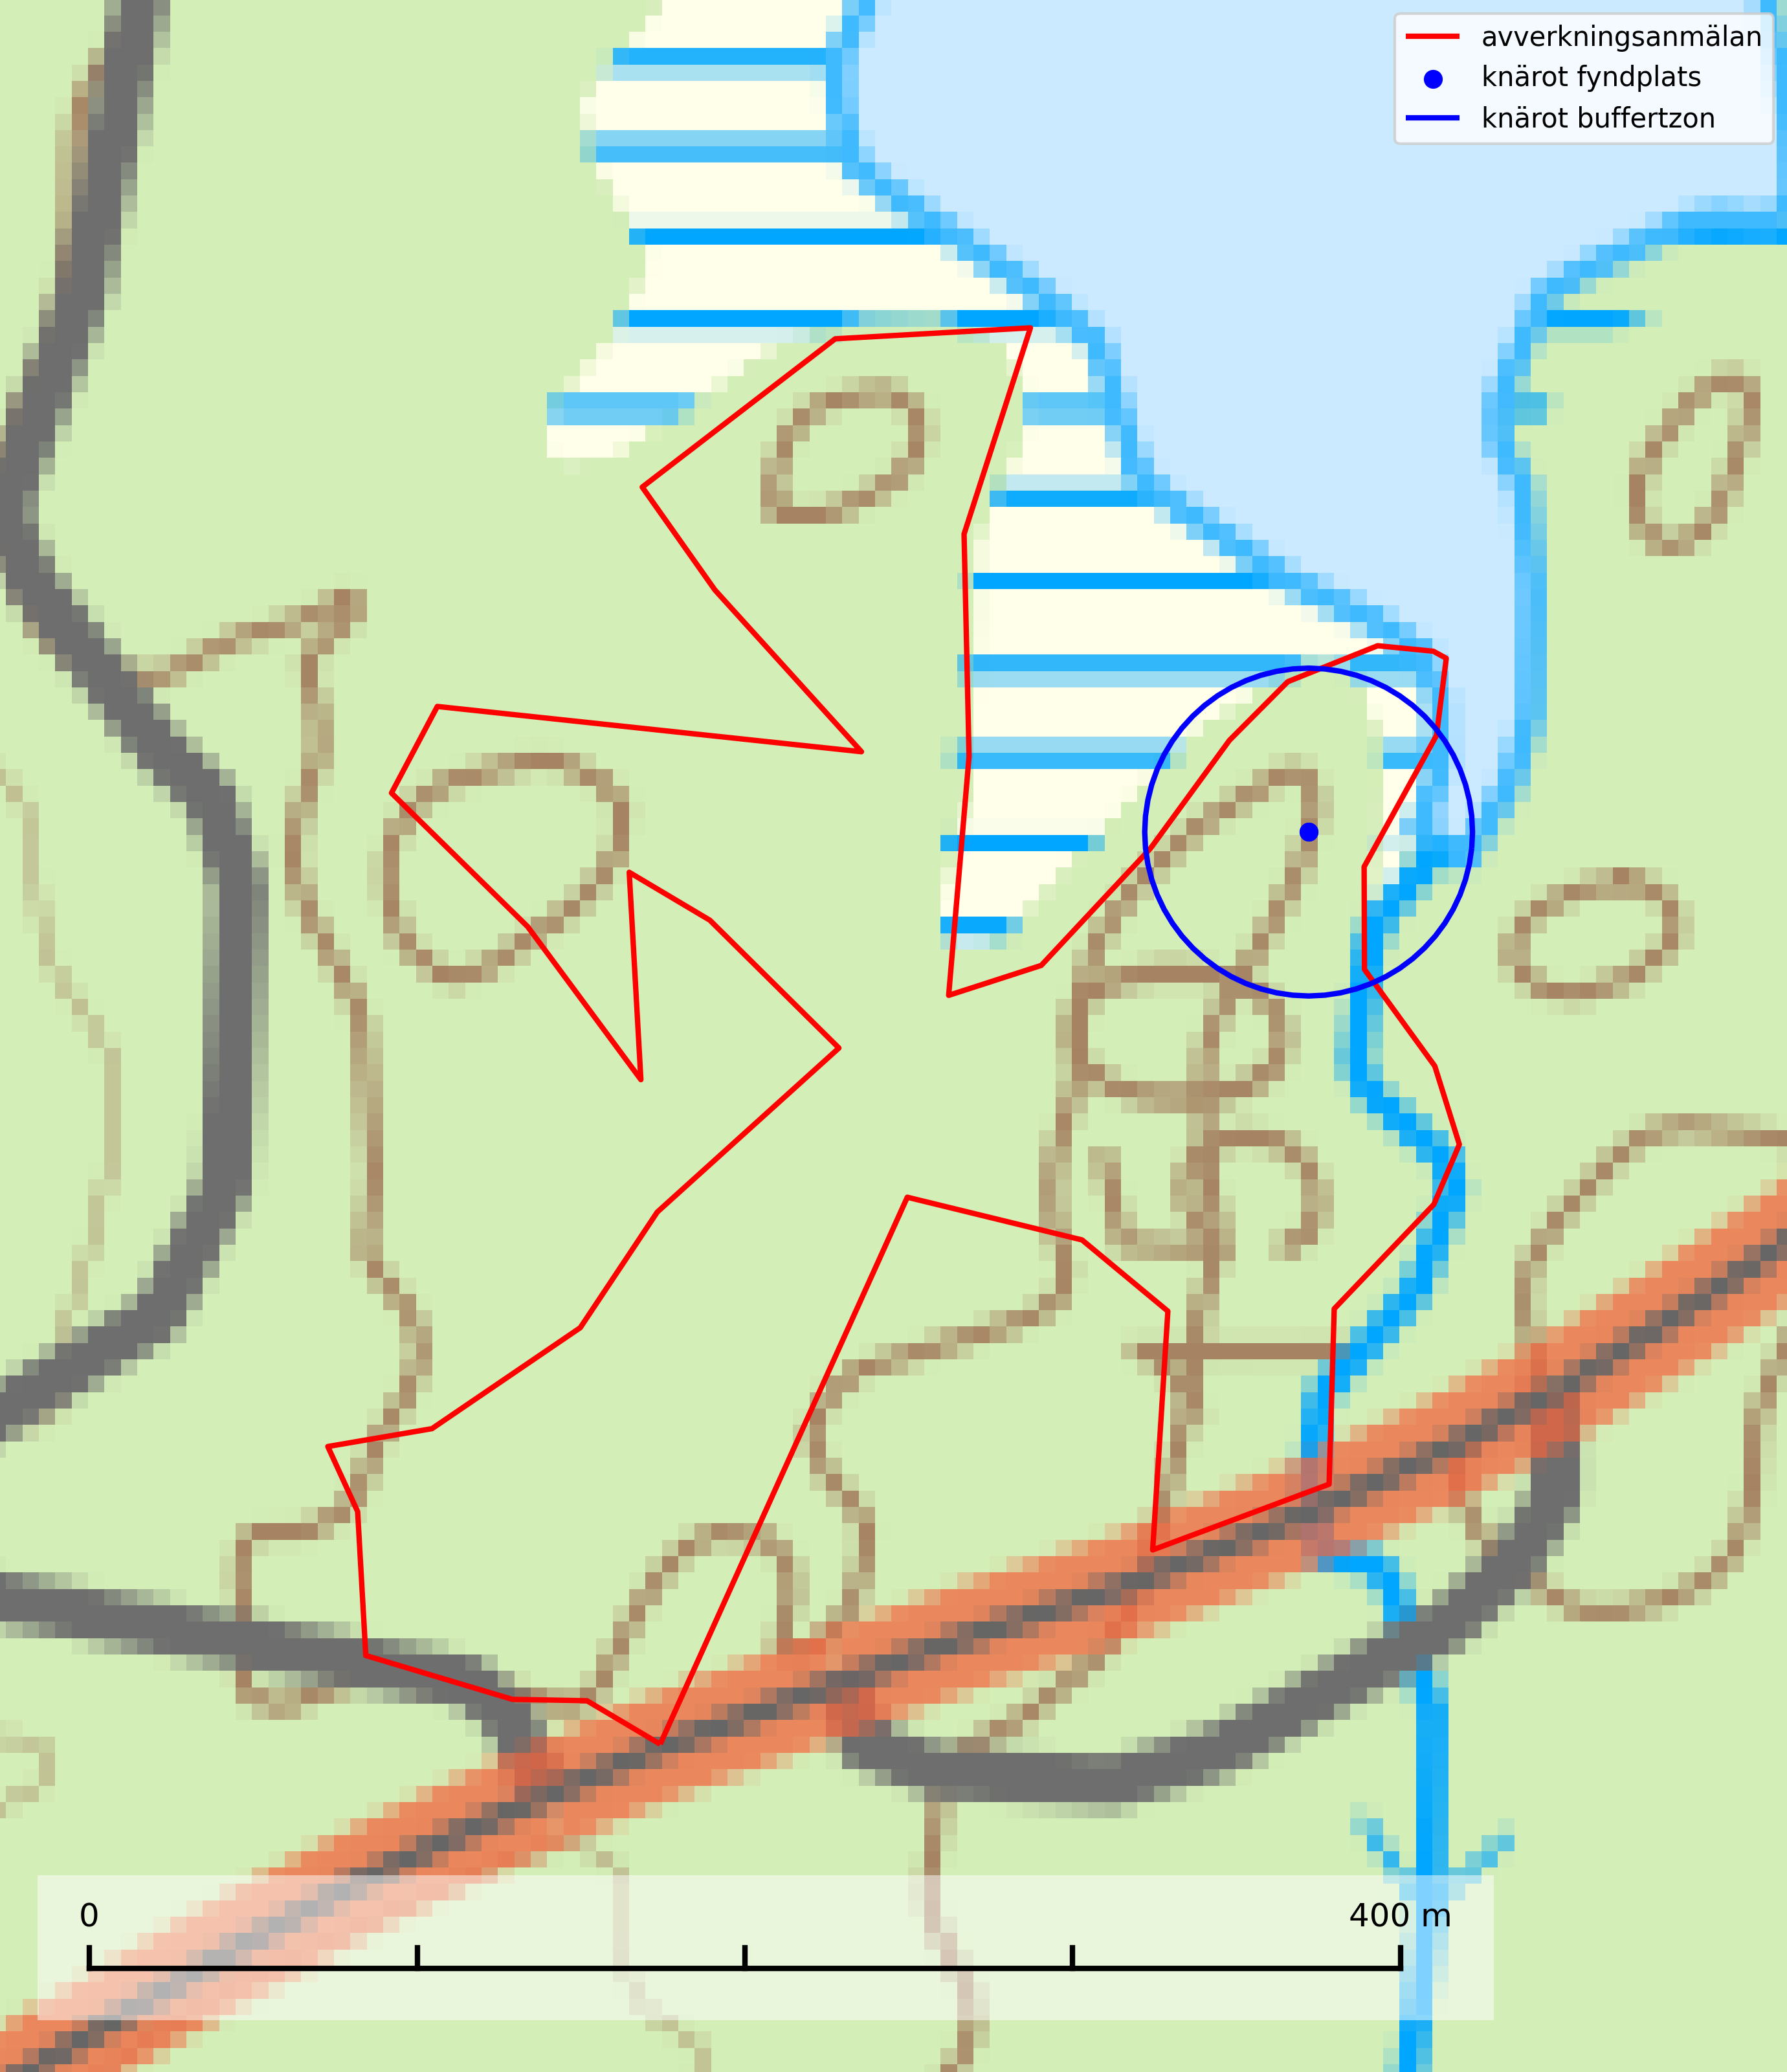 avverkningsanmälan
knärot fyndplats
knärot buffertzon
0
400 m